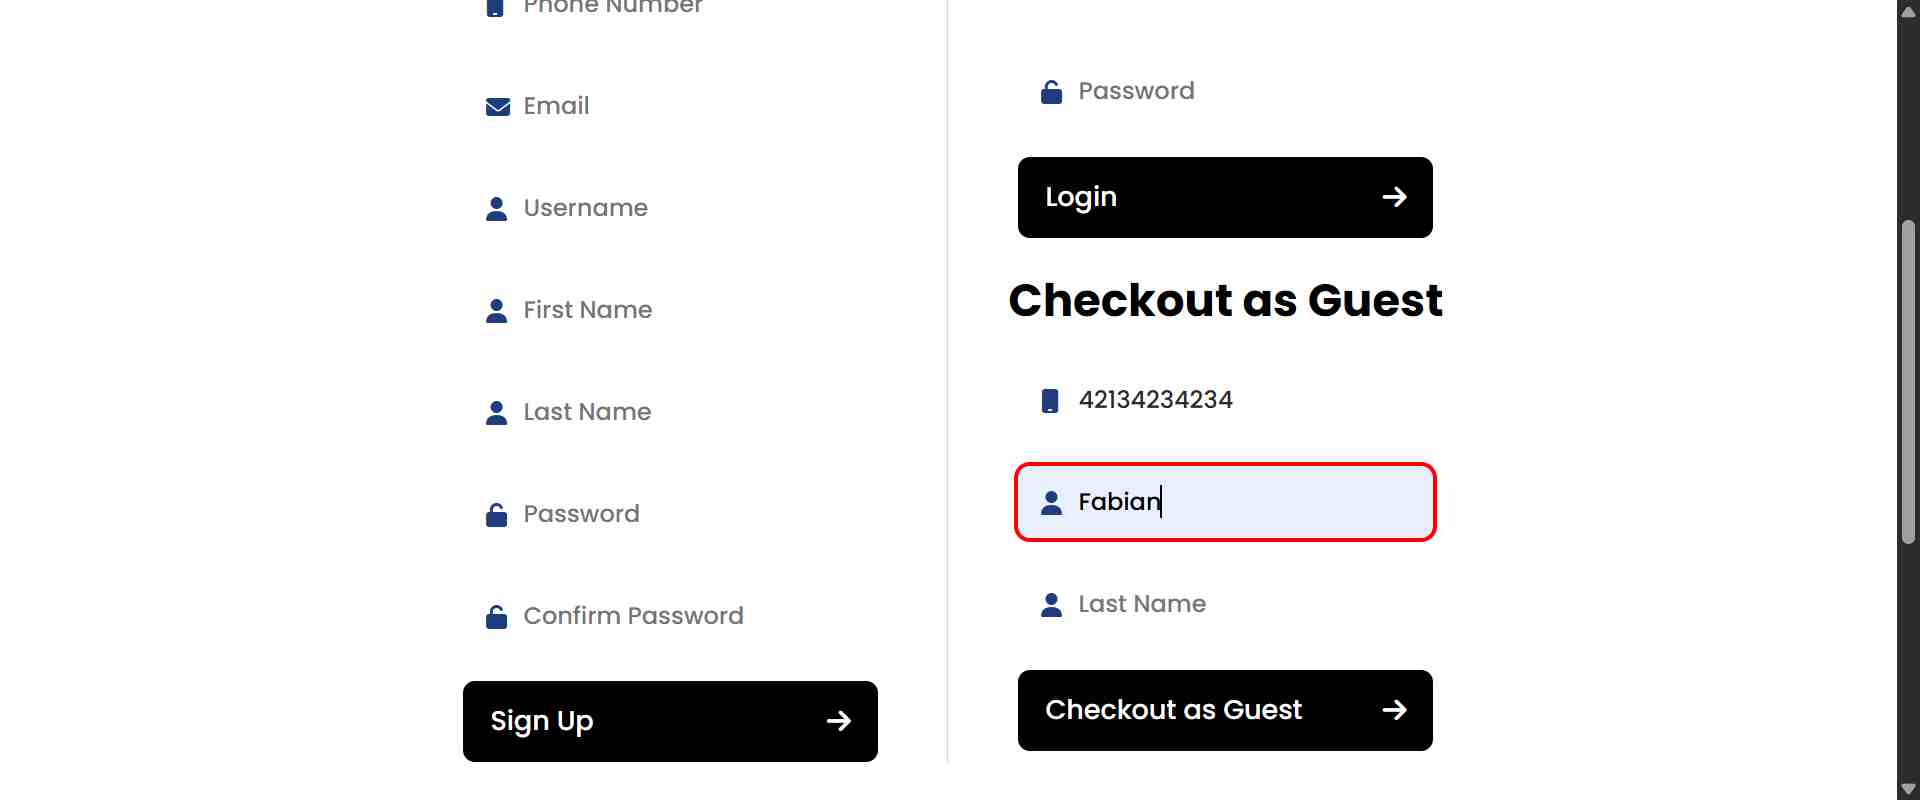 Phone Number
Email
Username
First Name
Last Name
Password
Confirm Password
Sign Up
Password
Login
Checkout as Guest
42134234234
Fabian
Last Name
Checkout as Guest